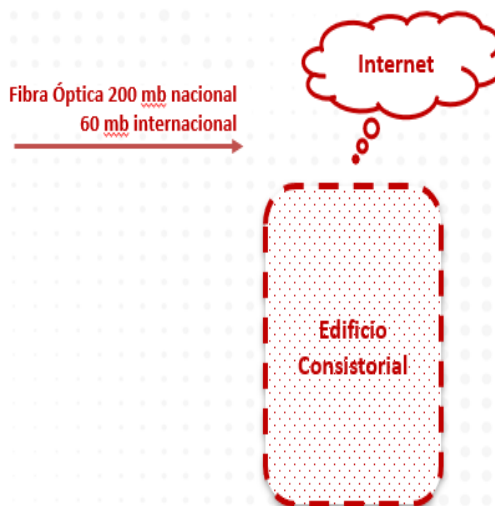 Internet
Fibra Óptica 200 mb nacional
60 mb internacional
Edificio
Consistorial